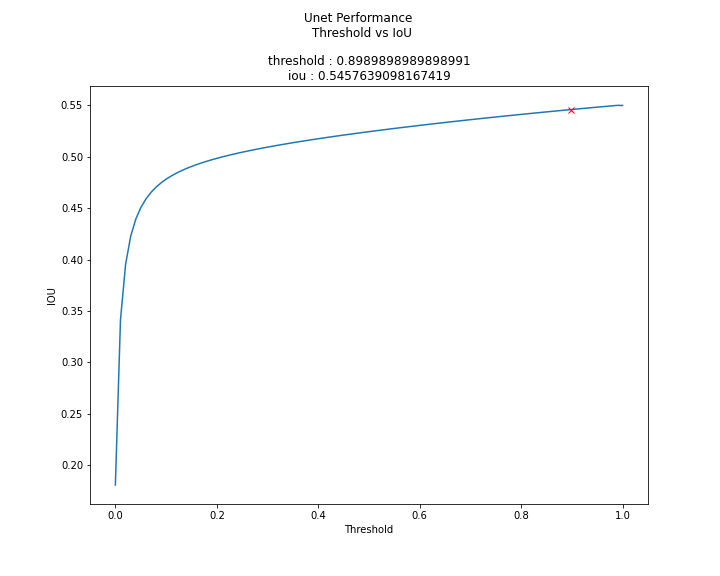 Unet Performance
Threshold vs IoU
threshold : 0.8989898989898991
iou : 0.5457639098167419
0.55
0.50
0.45
0.40
0.35
0.30
0.25
0.20
IOU
0.0 0.2 0.4 0.6 0.8 1.0
Threshold